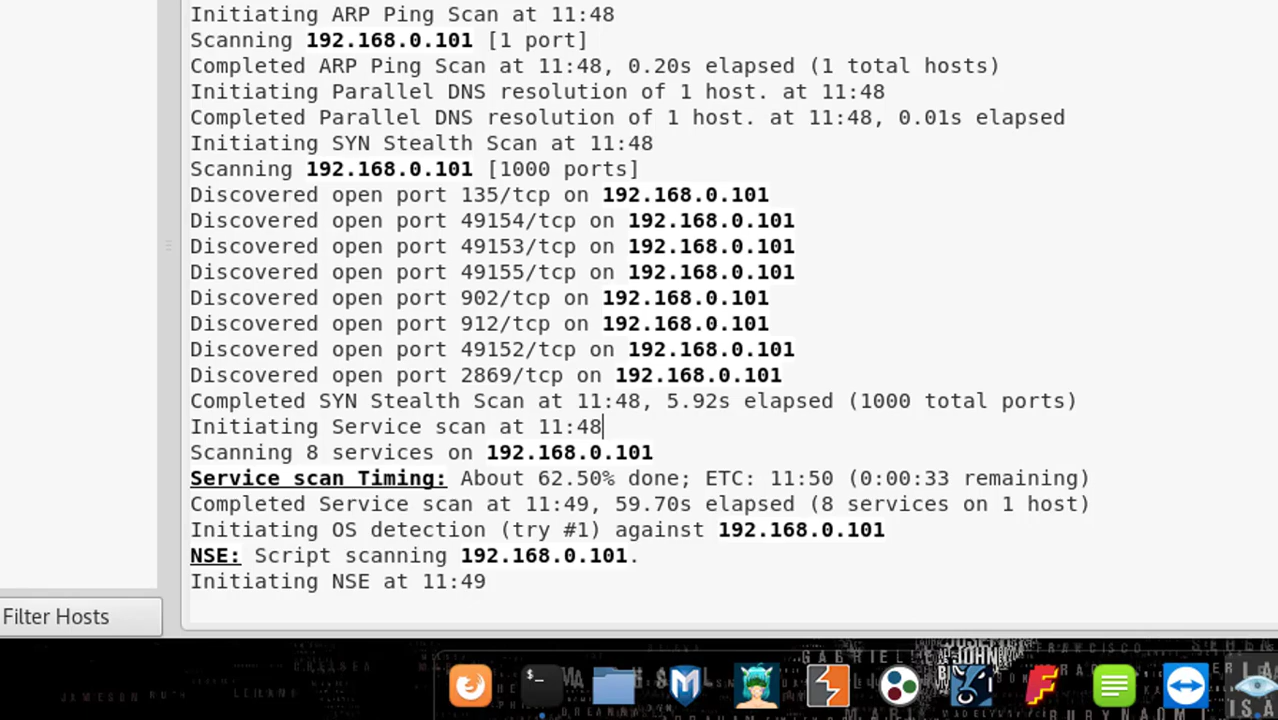 Initiating ARP Ping Scan at 11:48
Scanning 192.168.0.101 [1 port]
Completed ARP Ping Scan at 11:48, 0.20s elapsed (1 total hosts)
Initiating Parallel DNS resolution of 1 host. at 11:48
Completed Parallel DNS resolution of 1 host. at 11:48, 0.01s elapsed
Initiating SYN Stealth Scan at 11:48
Scanning 192.168.0.101 [1000 ports]
Discovered open port 135/tcp on 192.168.0.101
Discovered open port 49154/tcp on 192.168.0.101
Discovered open port 49153/tcp on 192.168.0.101
Discovered open port 49155/tcp on 192.168.0.101
Discovered open port 902/tcp on 192.168.0.101
Discovered open port 912/tcp on 192.168.0.101
Discovered open port 49152/tcp on 192.168.0.101
Discovered open port 2869/tcp on 192.168.0.101
Completed SYN Stealth Scan at 11:48, 5.92s elapsed (1000 total ports)
Initiating Service scan at 11:48
Scanning 8 services on 192.168.0.101
Service scan Timing: About 62.50% done; ETC: 11:50 (0:00:33 remaining)
Completed Service scan at 11:49, 59.70s elapsed (8 services on 1 host)
Initiating OS detection (try #1) against 192.168.0.101
NSE: Script scanning 192.168.0.101.
Initiating NSE at 11:49
Filter Hosts
GABRIEL
JOHN